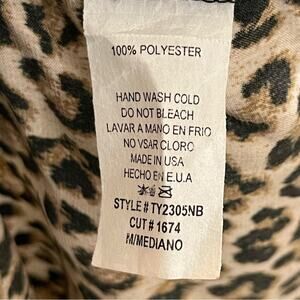 100% POLYESTER
HAND WASH COLD
DO NOT BLEACH
LAVAR A MANO EN FRIO
NO VSAR CLORO
MADE IN USA
HECHO EN E.U.A
STYLE # TY2305NB
CUT # 1674
M/MEDIANO